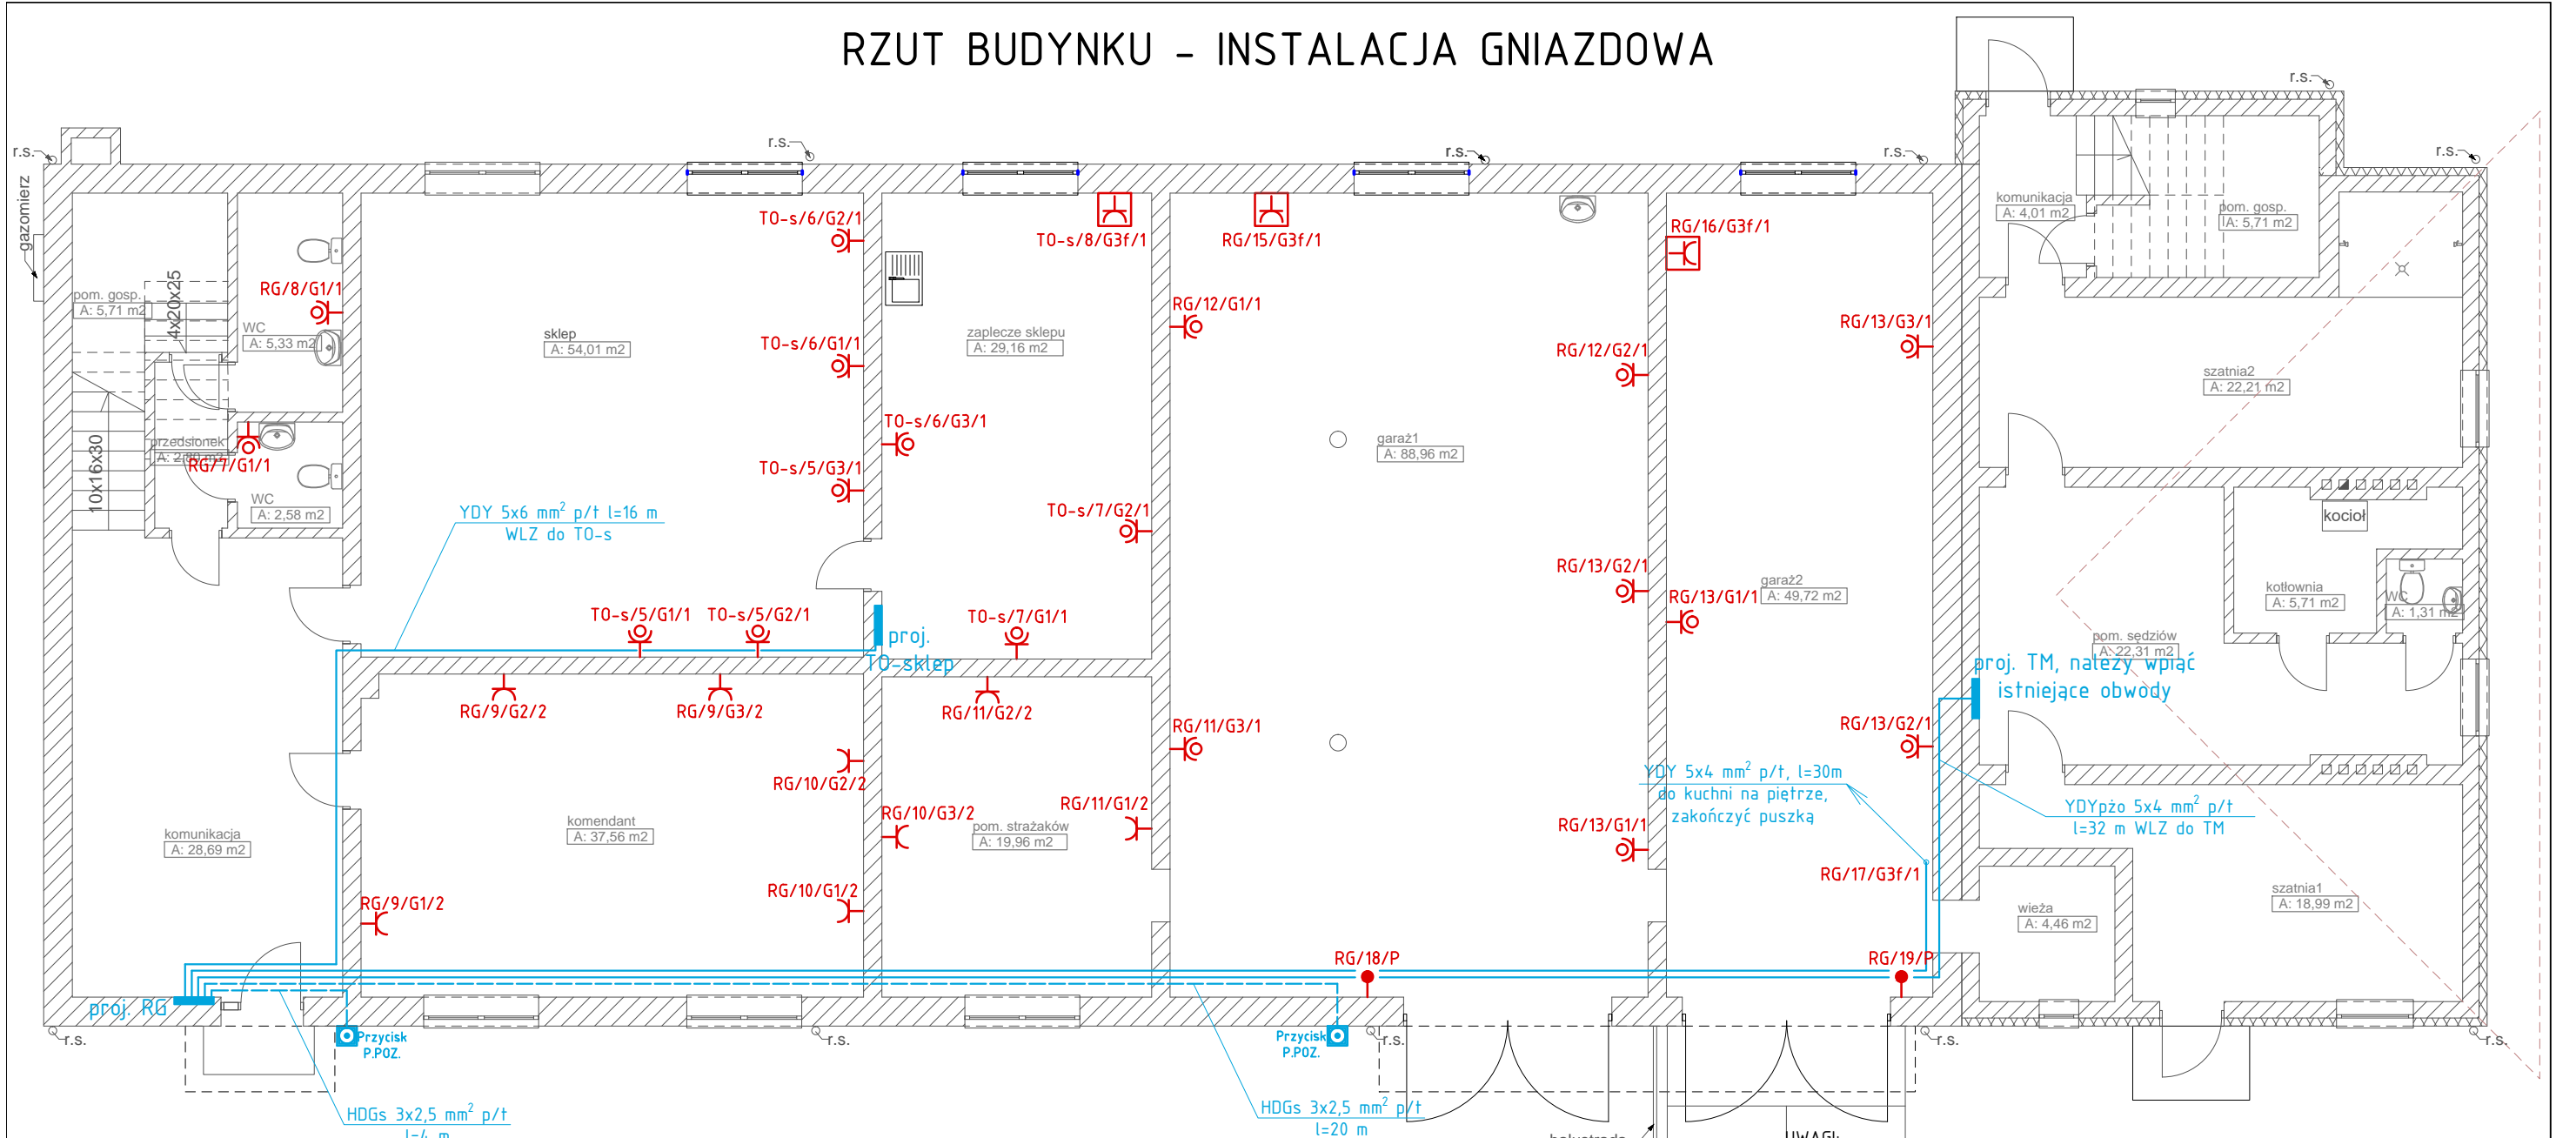 RZUT BUDYNKU - INSTALACJA GNIAZDOWA
r.s.
r.s.
r.s.
r.s.
r.s.
r.s.
gazomierz
pom. gosp.
A: 5,71 m2
4x20x25
10x16x30
RG/8/G1/1
WC
A: 5,33 m2
przedsionek
A: 2,80 m2
RG/7/G1/1
WC
A: 2,58 m2
komunikacja
A: 28,69 m2
sklep
A: 54,01 m2
TO-s/6/G2/1
TO-s/6/G1/1
TO-s/5/G3/1
TO-s/5/G1/1
TO-s/5/G2/1
YDY 5x6 mm² p/t l=16 m
WLZ do TO-s
zaplecze sklepu
A: 29,16 m2
TO-s/8/G3f/1
TO-s/6/G3/1
TO-s/7/G2/1
TO-s/7/G1/1
proj.
TO-sklep
RG/9/G2/2
RG/9/G3/2
RG/10/G2/2
RG/10/G1/2
RG/9/G1/2
komendant
A: 37,56 m2
RG/11/G2/2
RG/10/G3/2
RG/11/G1/2
pom. strażaków
A: 19,96 m2
RG/15/G3f/1
RG/12/G1/1
RG/12/G2/1
garaż1
A: 88,96 m2
RG/13/G2/1
RG/11/G3/1
RG/13/G1/1
RG/18/P
RG/16/G3f/1
RG/13/G3/1
garaż2
A: 49,72 m2
RG/13/G1/1
RG/13/G2/1
YDY 5x4 mm² p/t, l=30m
do kuchni na piętrze,
zakończyć puszką
RG/17/G3f/1
RG/19/P
komunikacja
A: 4,01 m2
pom. gosp.
A: 5,71 m2
szatnia2
A: 22,21 m2
kocioł
kotłownia
A: 5,71 m2
WC
A: 1,31 m2
pom. sędziów
A: 22,31 m2
proj. TM, należy wpiąć
istniejące obwody
YDYpżo 5x4 mm² p/t
l=32 m WLZ do TM
wieża
A: 4,46 m2
szatnia1
A: 18,99 m2
proj. RG
r.s.
Przycisk
P.POZ.
r.s.
Przycisk
P.POZ.
r.s.
r.s.
r.s.
HDGs 3x2,5 mm² p/t
l=4 m
HDGs 3x2,5 mm² p/t
l=20 m
balustrada
UWAGI: